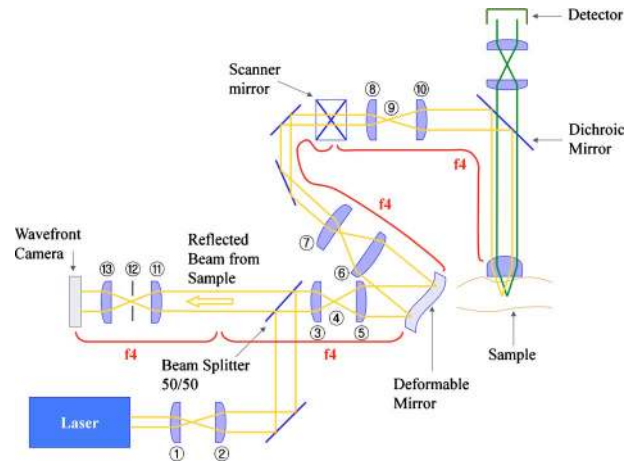 Detector
Scanner
mirror
⑧
⑨
⑩
Dichroic
Mirror
f4
f4
⑦
⑥
Wavefront
Camera
Reflected
Beam from
Sample
⑬
⑫
⑪
③
④
⑤
f4
f4
Beam Splitter
50/50
Deformable
Mirror
Sample
Laser
①
②